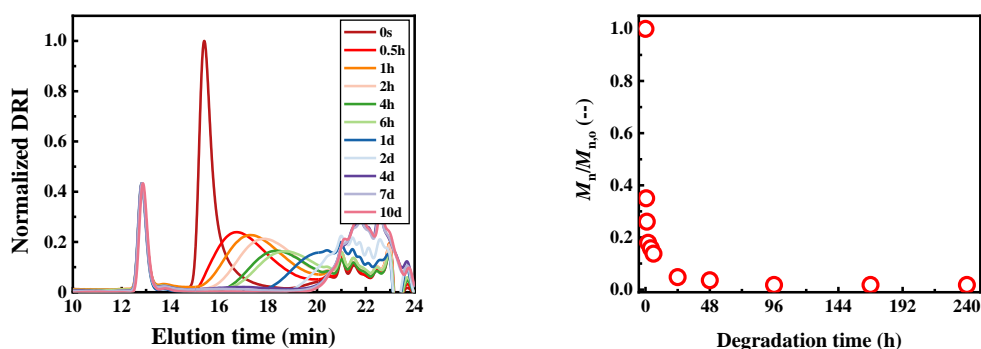 Normalized DRI
1.0
0.8
0.6
0.4
0.2
0
10 12 14 16 18 20 22 24
Elution time (min)
0s
0.5h
1h
2h
4h
6h
1d
2d
4d
7d
10d
Mn/Mn,o (--)
1.0
0.8
0.6
0.4
0.2
0.0
0 48 96 144 192 240
Degradation time (h)